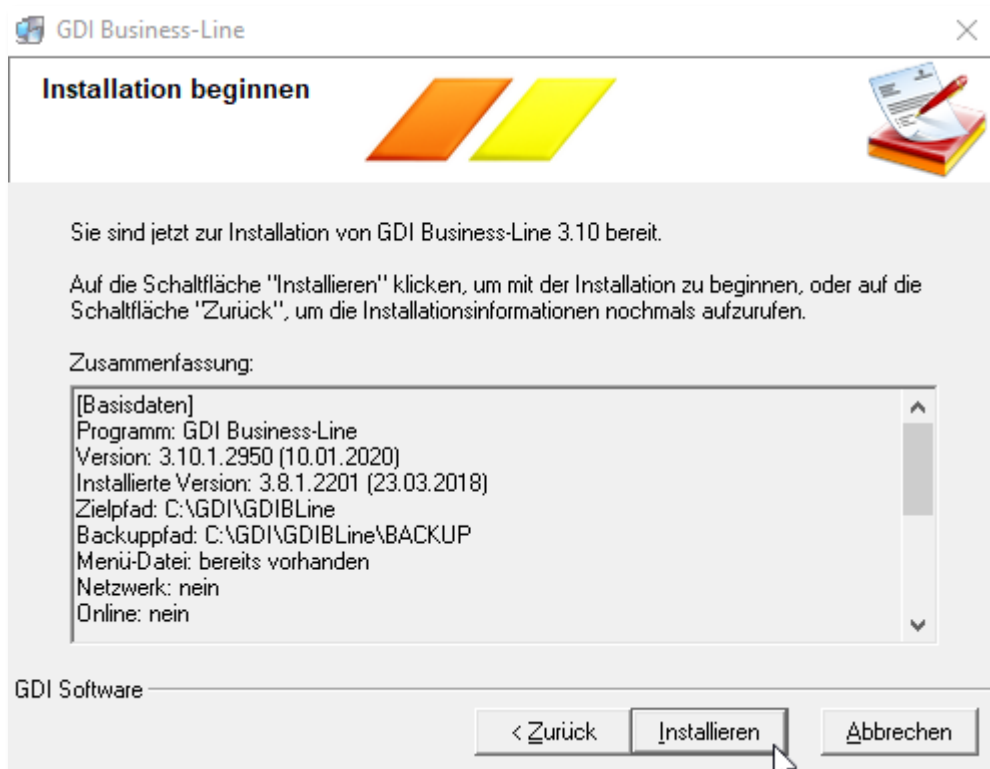 GDI Business-Line
Installation beginnen
Sie sind jetzt zur Installation von GDI Business-Line 3.10 bereit.
Auf die Schaltfläche "Installieren" klicken, um mit der Installation zu beginnen, oder auf die
Schaltfläche "Zurück", um die Installationsinformationen nochmals aufzurufen.
Zusammenfassung:
[Basisdaten]
Programm: GDI Business-Line
Version: 3.10.1.2950 (10.01.2020)
Installierte Version: 3.8.1.2201 (23.03.2018)
Zielpfad: C:\GDI\GDIBLine
Backuppfad: C:\GDI\GDIBLine\BACKUP
Menü-Datei: bereits vorhanden
Netzwerk: nein
Online: nein
GDI Software
< Zurück
Installieren
Abbrechen